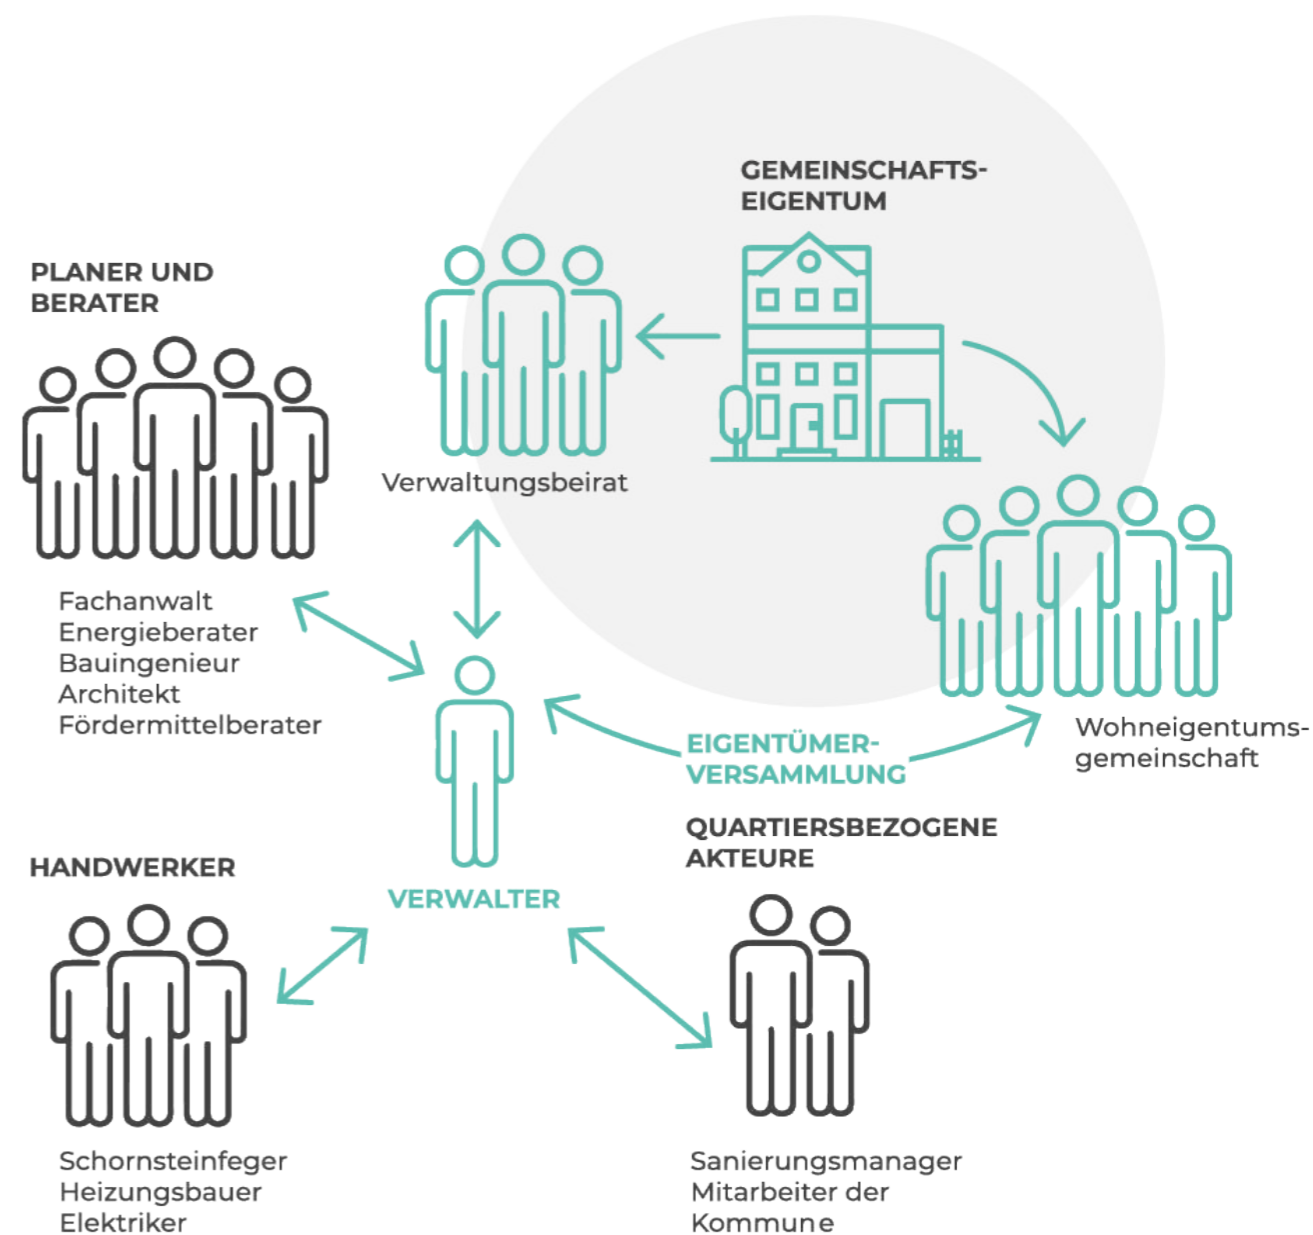 GEMEINSCHAFTS-
EIGENTUM
PLANER UND
BERATER
Verwaltungsbeirat
Fachanwalt
Energieberater
Bauingenieur
Architekt
Fördermittelberater
Wohneigentums-
gemeinschaft
EIGENTÜMER-
VERSAMMLUNG
VERWALTER
QUARTIERSBEZOGENE
AKTEURE
HANDWERKER
Schornsteinfeger
Heizungsbauer
Elektriker
Sanierungsmanager
Mitarbeiter der
Kommune